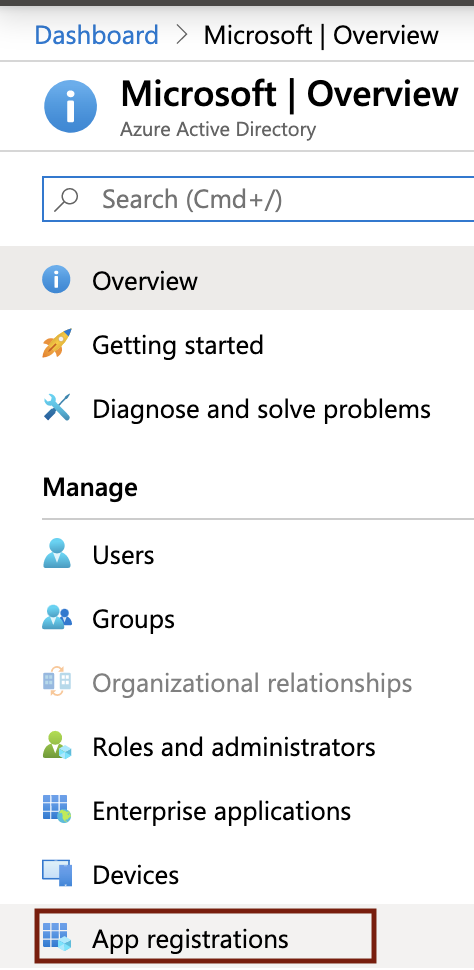 Dashboard > Microsoft | Overview
Microsoft | Overview
Azure Active Directory
Search (Cmd+/)
Overview
Getting started
Diagnose and solve problems
Manage
Users
Groups
Organizational relationships
Roles and administrators
Enterprise applications
Devices
App registrations